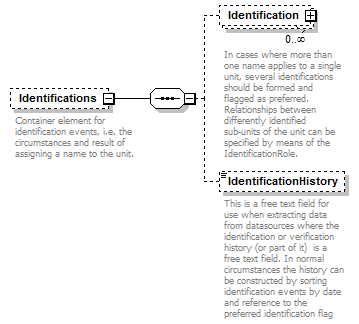 Identification
0..∞
In cases where more than
one name applies to a single
unit, several identifications
should be formed and
flagged as preferred.
Relationships between
differently identified
sub-units of the unit can be
specified by means of the
IdentificationRole.
Identifications
Container element for
identification events, i.e. the
circumstances and result of
assigning a name to the unit.
IdentificationHistory
This is a free text field for
use when extracting data
from datasources where the
identification or verification
history (or part of it)  is a
free text field. In normal
circumstances the history can
be constructed by sorting
identification events by date
and reference to the
preferred identification flag